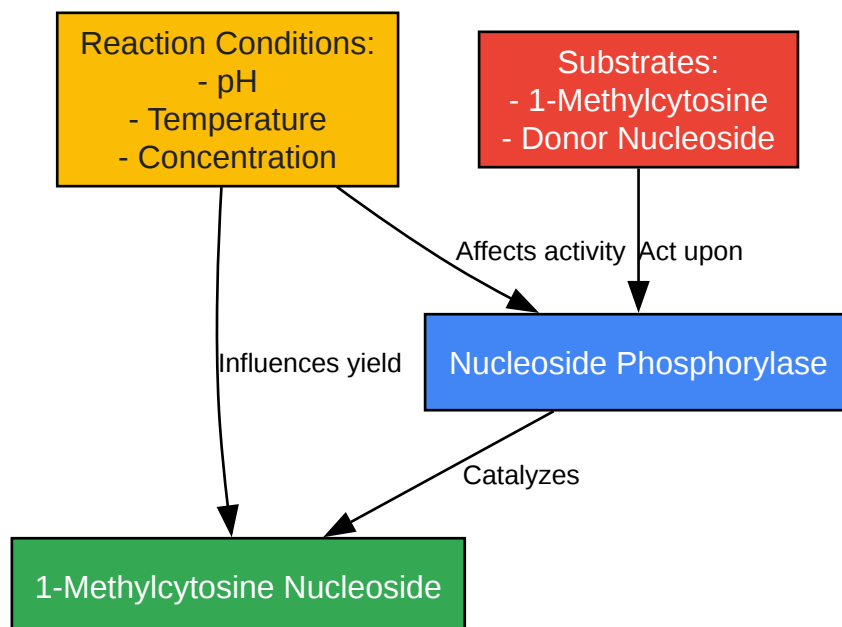 Reaction Conditions:
- pH
- Temperature
- Concentration
Substrates:
- 1-Methylcytosine
- Donor Nucleoside
Affects activity
Act upon
Nucleoside Phosphorylase
Influences yield
Catalyzes
1-Methylcytosine Nucleoside